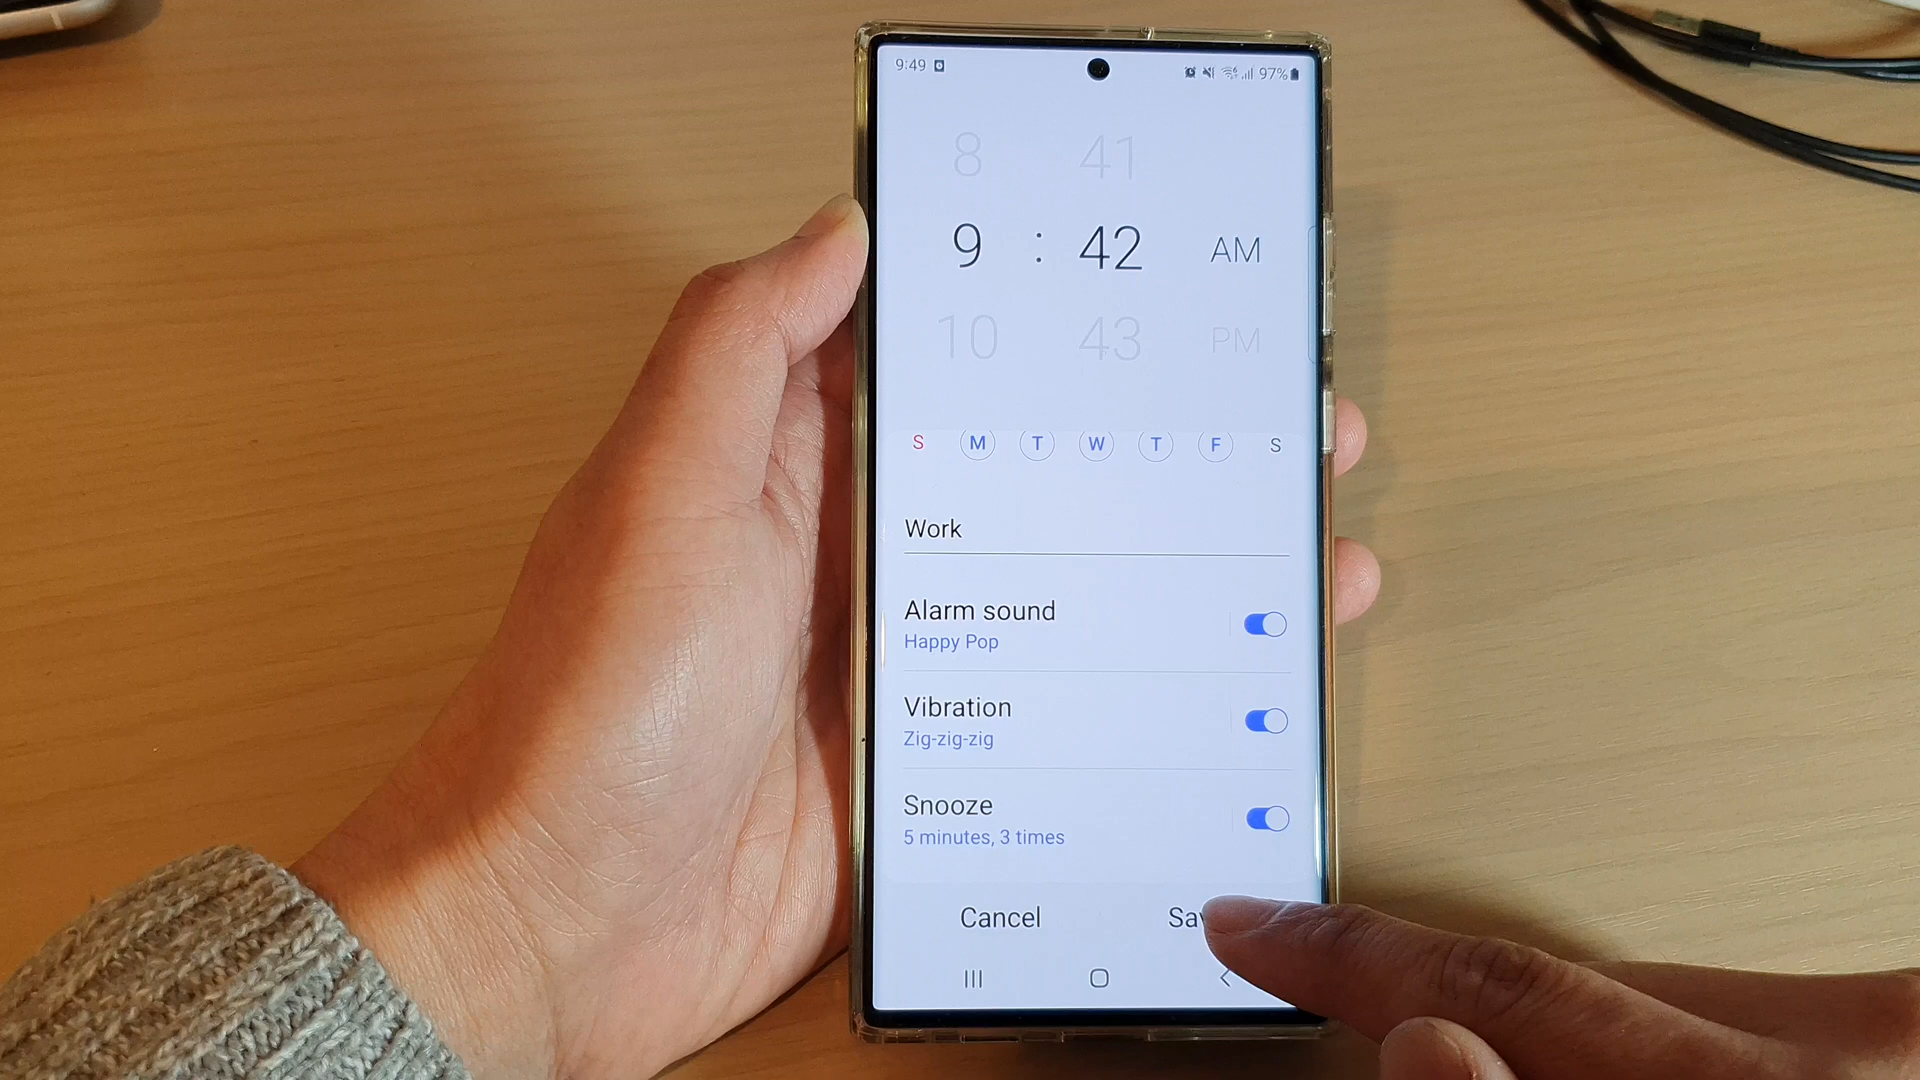 9:49 97%
8 41
9 : 42 AM
10 43 PM
S M T W T F S
Work
Alarm sound
Happy Pop
Vibration
Zig-zig-zig
Snooze
5 minutes, 3 times
Cancel Sav